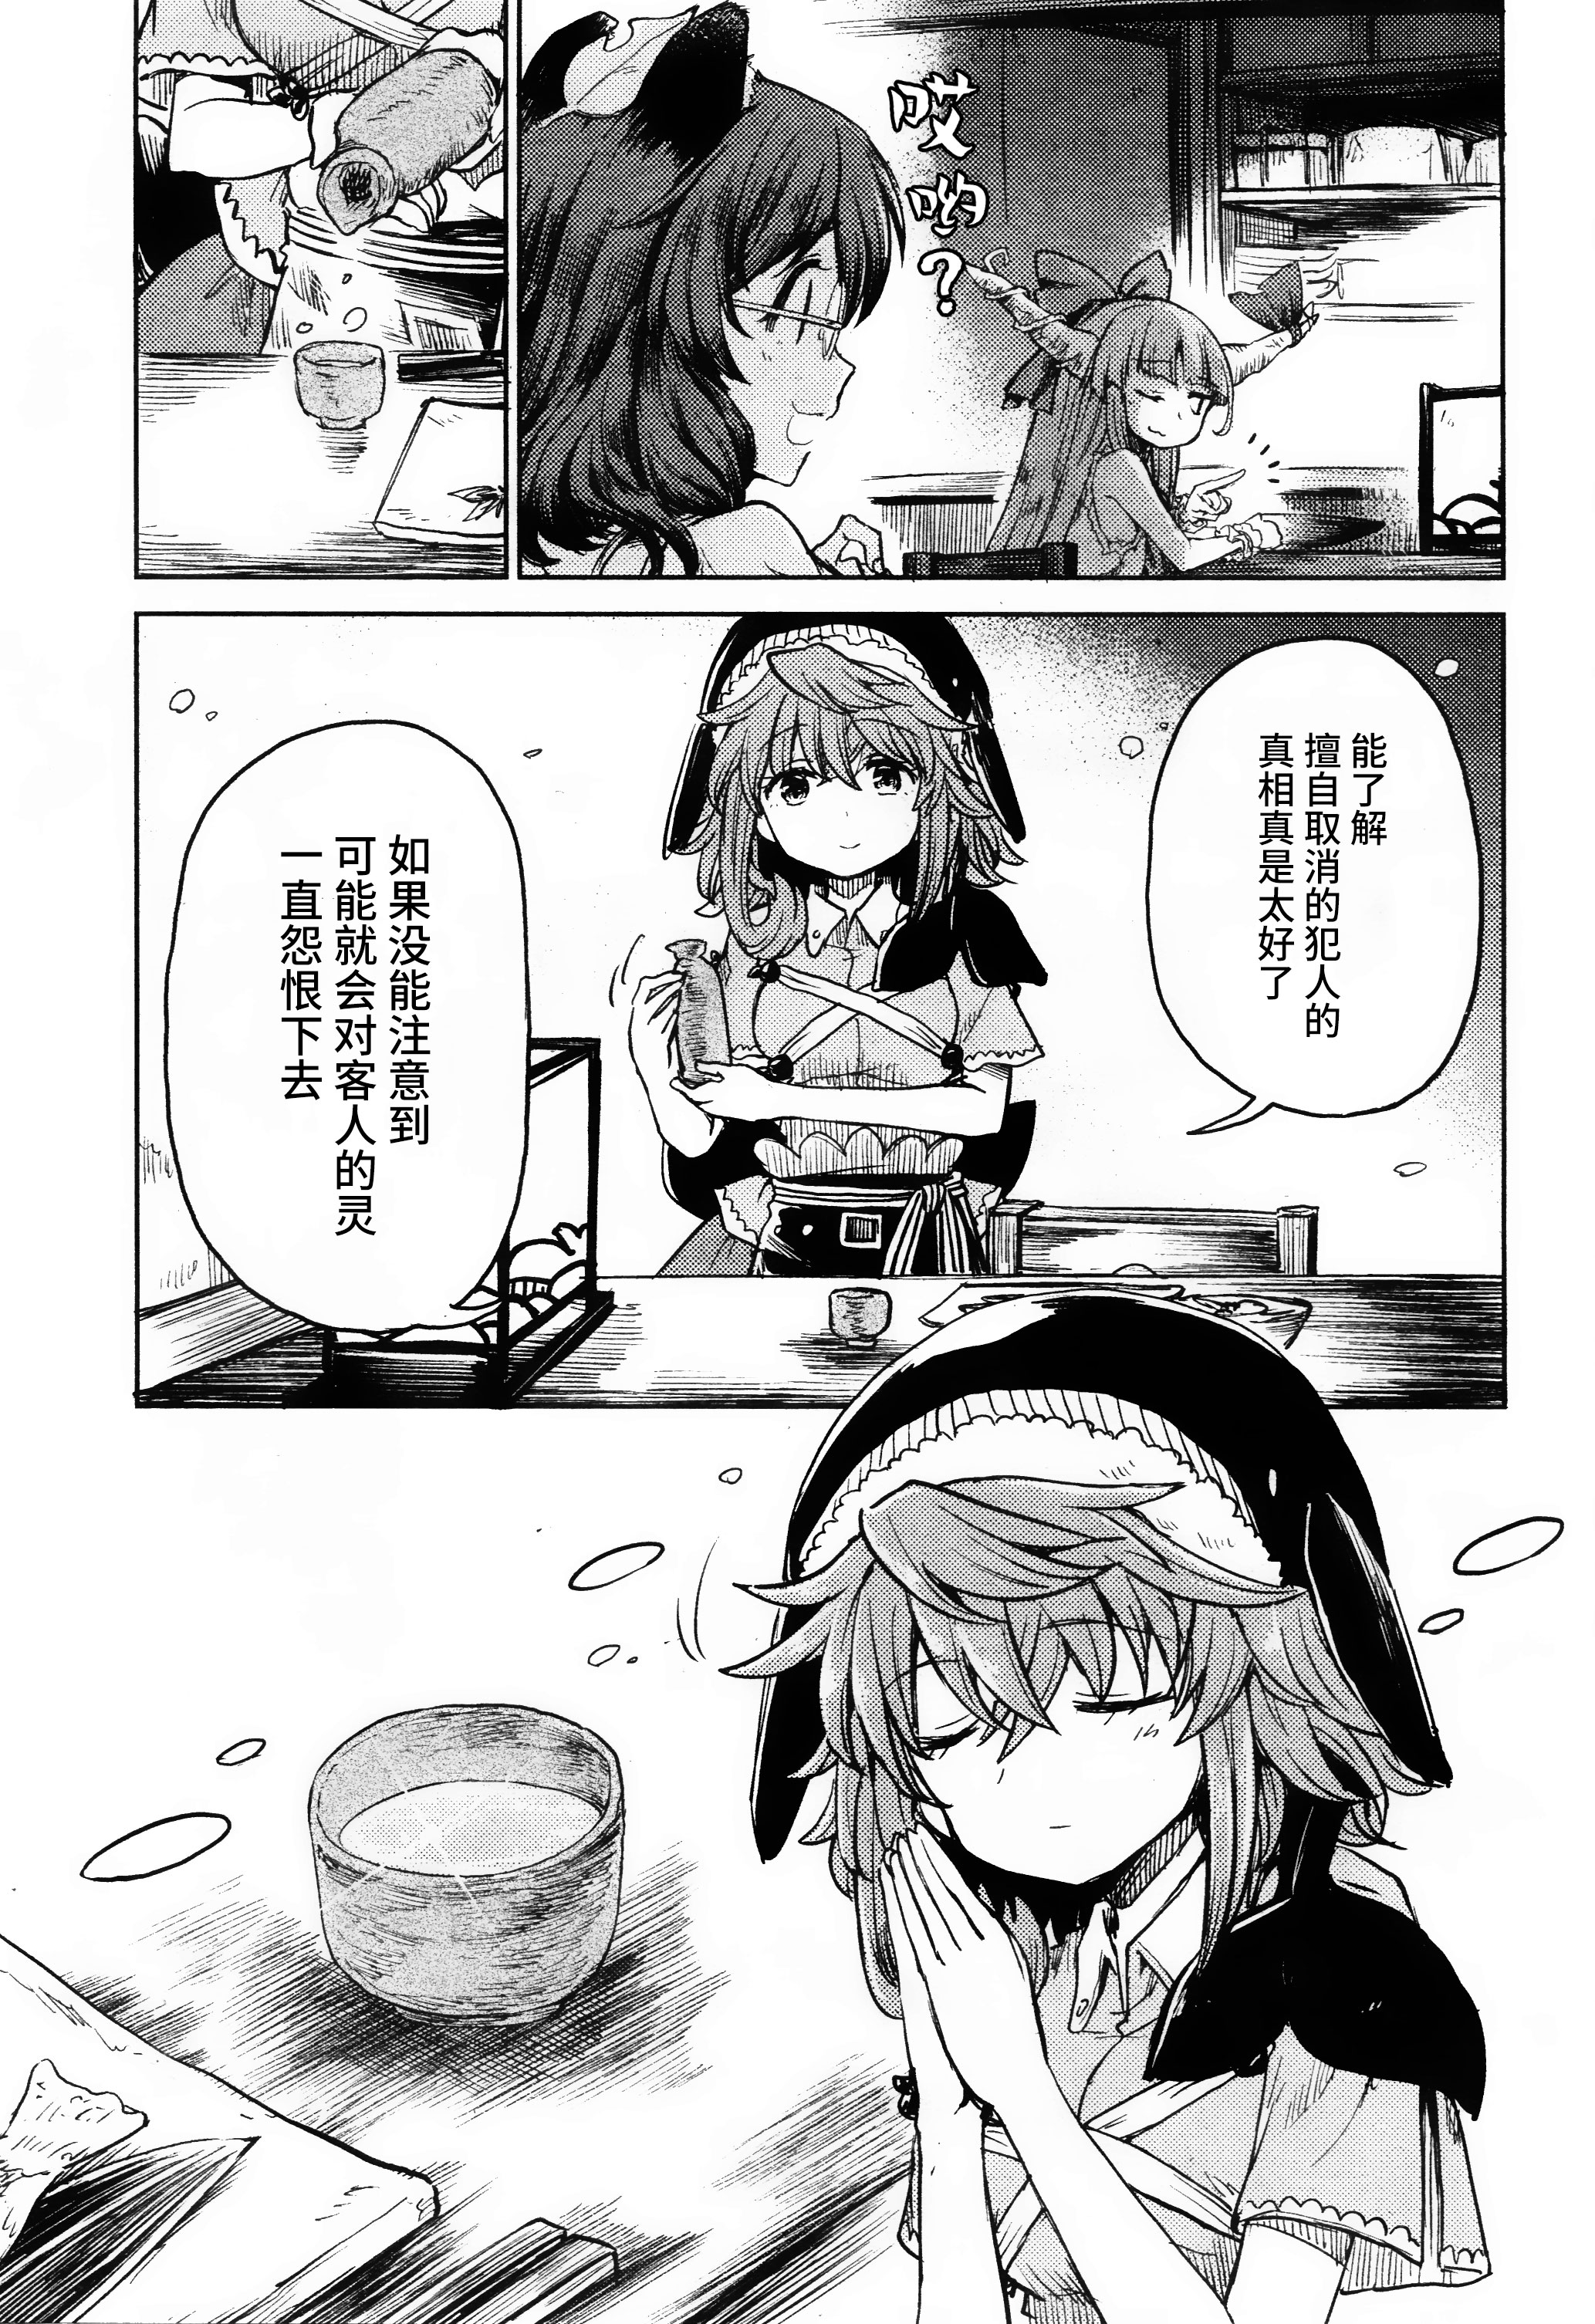 哎哟?
能了解
擅自取消的犯人的
真相真是太好了
如果没能注意到
可能就会对客人的灵
一直怨恨下去